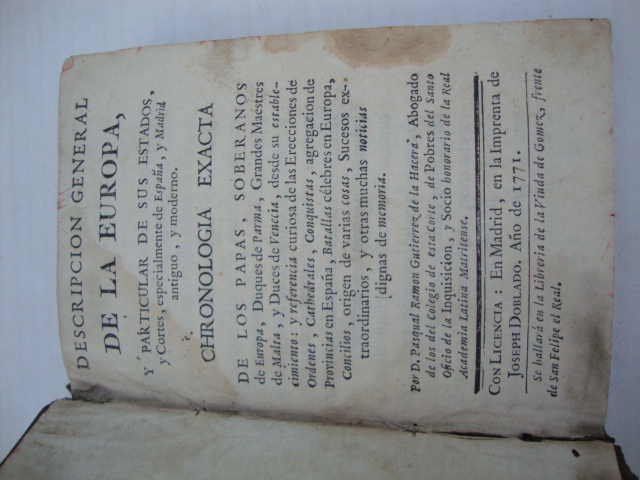 DESCRIPCION GENERAL
DE LA EUROPA,
Y PARTICULAR DE SUS ESTADOS,
y Cortes, especialmente de España, y Madrid
antiguo, y moderno.
CHRONOLOGIA EXACTA
DE LOS PAPAS, SOBERANOS
de Europa, Duques de Parma, Grandes Maestres
de Malta, y Duces de Venecia, desde su estable-
cimiento: y referencia curiosa de las Erecciones de
Ordenes, Cathedrales, Conquistas, agregacion de
Provincias en España, Batallas célebres en Europa,
Concilios, origen de varias cosas, Sucesos ex-
traordinarios, y otras muchas noticias
dignas de memoria.
Por D. Pasqual Ramon Gutierrez de la Hacera, Abogado
de los del Colegio de esta Corte, de Pobres del Santo
Oficio de la Inquisicion, y Socio honorario de la Real
Academia Latina Matritense.
CON LICENCIA: En Madrid, en la Imprenta de
JOSEPH DOBLADO. Año de 1771.
Se hallará en la Libreria de la Viuda de Gomez, frente
de San Felipe el Real.